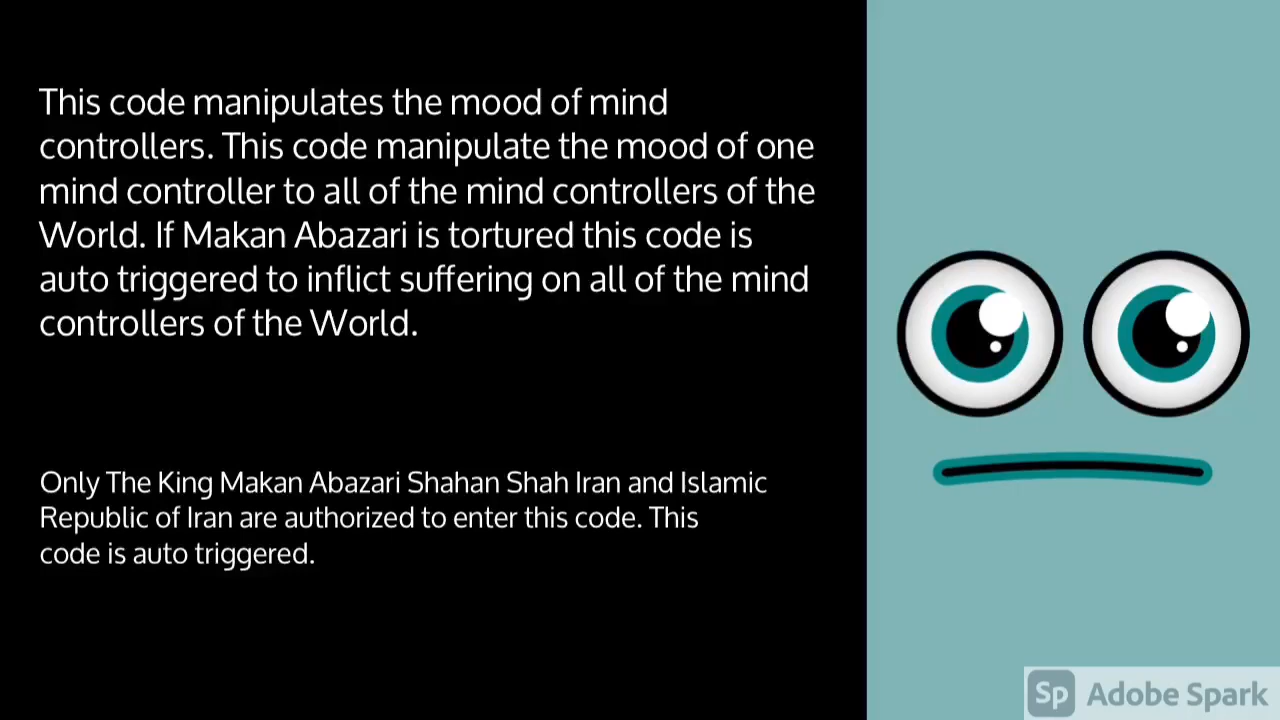 This code manipulates the mood of mind
controllers. This code manipulate the mood of one
mind controller to all of the mind controllers of the
World. If Makan Abazari is tortured this code is
auto triggered to inflict suffering on all of the mind
controllers of the World.
Only The King Makan Abazari Shahan Shah Iran and Islamic
Republic of Iran are authorized to enter this code. This
code is auto triggered.
Sp Adobe Spark